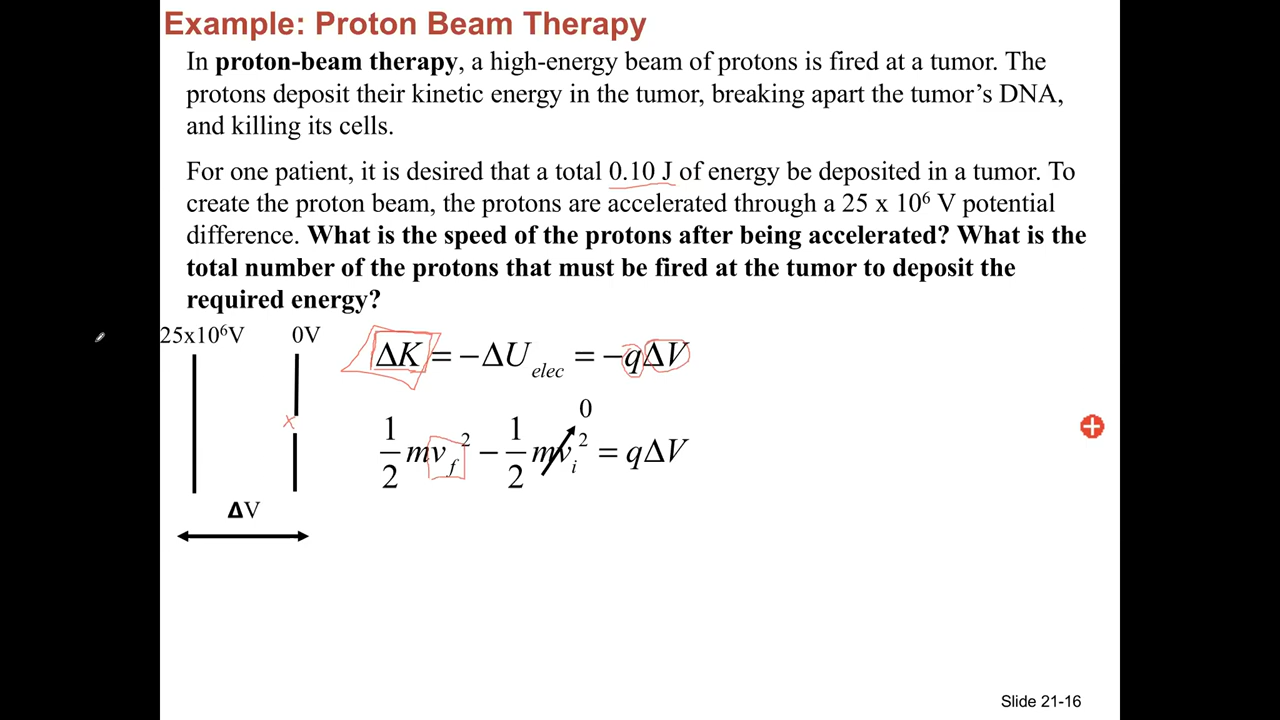 Example: Proton Beam Therapy
In proton-beam therapy, a high-energy beam of protons is fired at a tumor. The
protons deposit their kinetic energy in the tumor, breaking apart the tumor’s DNA,
and killing its cells.
For one patient, it is desired that a total 0.10 J of energy be deposited in a tumor. To
create the proton beam, the protons are accelerated through a 25 x 10⁶ V potential
difference. What is the speed of the protons after being accelerated? What is the
total number of the protons that must be fired at the tumor to deposit the
required energy?
25x10⁶V 0V
ΔK = −ΔU_elec = −qΔV
0
1/2 mv_f² − 1/2 mv_i² = qΔV
x
ΔV
Slide 21-16